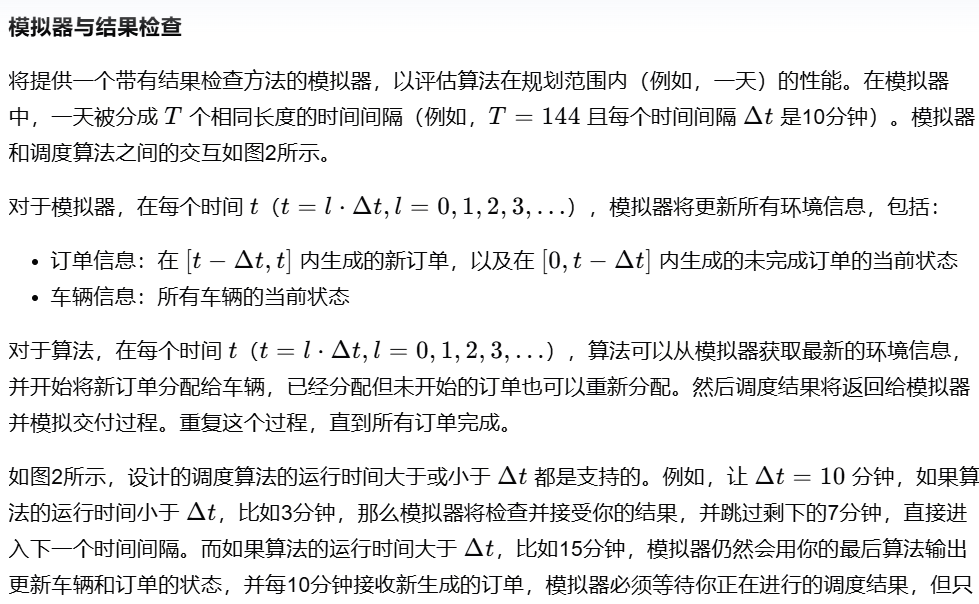 模拟器与结果检查
将提供一个带有结果检查方法的模拟器，以评估算法在规划范围内（例如，一天）的性能。在模拟器
中，一天被分成 T 个相同长度的时间间隔（例如，T = 144 且每个时间间隔 Δt 是10分钟）。模拟器
和调度算法之间的交互如图2所示。
对于模拟器，在每个时间 t（t = l · Δt, l = 0, 1, 2, 3, …），模拟器将更新所有环境信息，包括：
• 订单信息：在 [t − Δt, t] 内生成的新订单，以及在 [0, t − Δt] 内生成的未完成订单的当前状态
• 车辆信息：所有车辆的当前状态
对于算法，在每个时间 t（t = l · Δt, l = 0, 1, 2, 3, …），算法可以从模拟器获取最新的环境信息，
并开始将新订单分配给车辆，已经分配但未开始的订单也可以重新分配。然后调度结果将返回给模拟器
并模拟交付过程。重复这个过程，直到所有订单完成。
如图2所示，设计的调度算法的运行时间大于或小于 Δt 都是支持的。例如，让 Δt = 10 分钟，如果算
法的运行时间小于 Δt，比如3分钟，那么模拟器将检查并接受你的结果，并跳过剩下的7分钟，直接进
入下一个时间间隔。而如果算法的运行时间大于 Δt，比如15分钟，模拟器仍然会用你的最后算法输出
更新车辆和订单的状态，并每10分钟接收新生成的订单，模拟器必须等待你正在进行的调度结果，但只